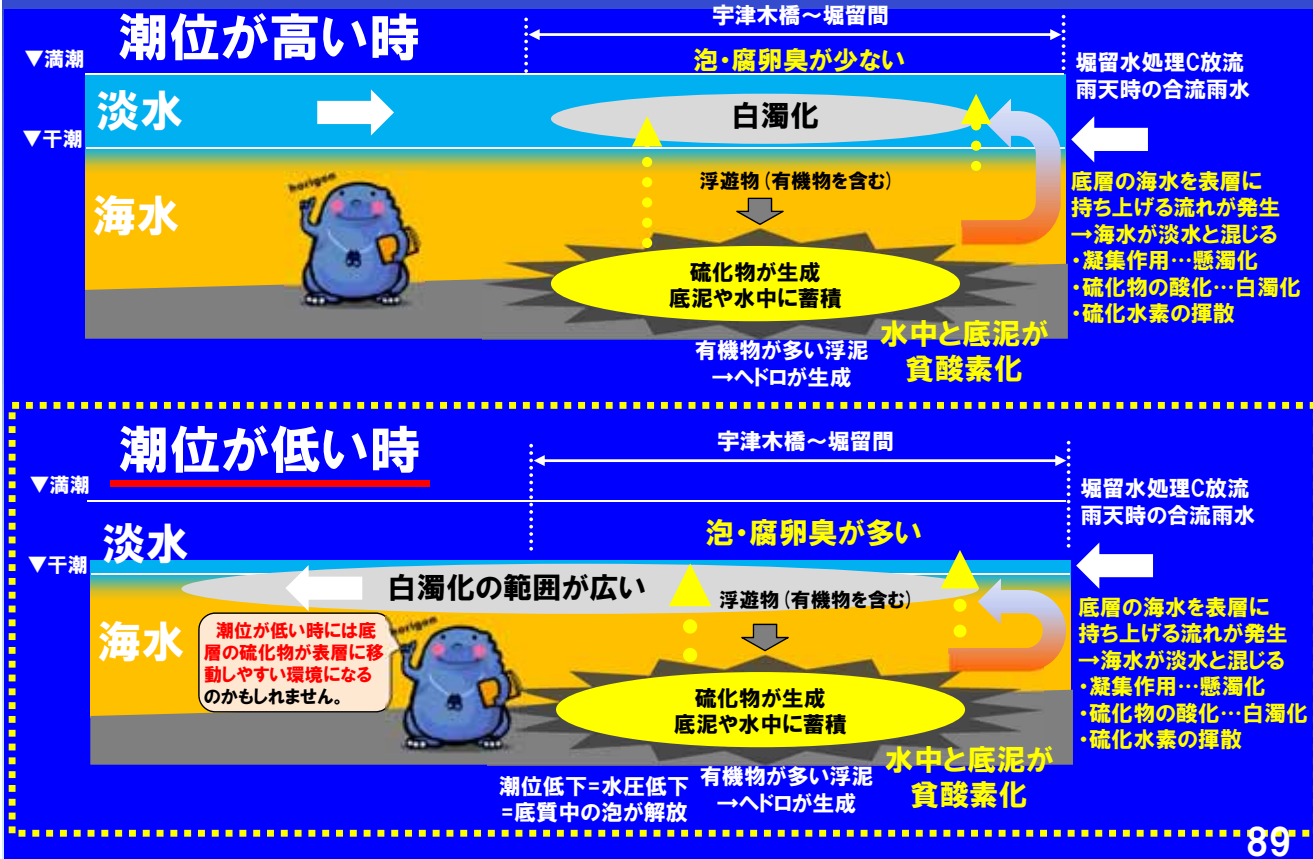 潮位が高い時
宇津木橋～堀留間
▼満潮
泡・腐卵臭が少ない
堀留水処理C放流
雨天時の合流雨水
淡水
白濁化
▼干潮
horigon
海水
浮遊物（有機物を含む）
底層の海水を表層に
持ち上げる流れが発生
→海水が淡水と混じる
・凝集作用…懸濁化
・硫化物の酸化…白濁化
・硫化水素の揮散
硫化物が生成
底泥や水中に蓄積
水中と底泥が
貧酸素化
有機物が多い浮泥
→ヘドロが生成
潮位が低い時
宇津木橋～堀留間
▼満潮
堀留水処理C放流
雨天時の合流雨水
淡水
泡・腐卵臭が多い
▼干潮
白濁化の範囲が広い
浮遊物（有機物を含む）
海水
潮位が低い時には底
層の硫化物が表層に移
動しやすい環境になる
のかもしれません。
horigon
底層の海水を表層に
持ち上げる流れが発生
→海水が淡水と混じる
・凝集作用…懸濁化
・硫化物の酸化…白濁化
・硫化水素の揮散
硫化物が生成
底泥や水中に蓄積
水中と底泥が
貧酸素化
潮位低下=水圧低下
=底質中の泡が解放
有機物が多い浮泥
→ヘドロが生成
89